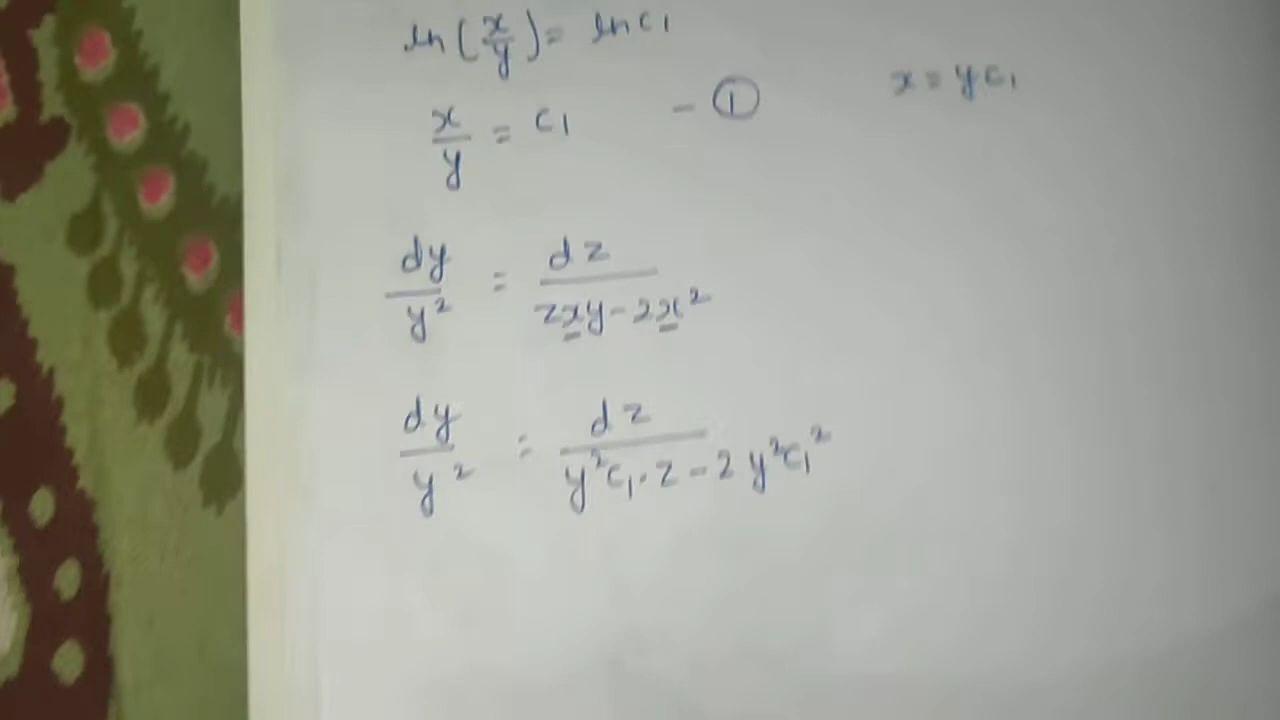 ln(x/y) = ln c₁
x/y = c₁ - ① x = yc₁
dy/y² = dz/(zxy-2x²)
dy/y² = dz/(y²c₁.z - 2y²c₁²)